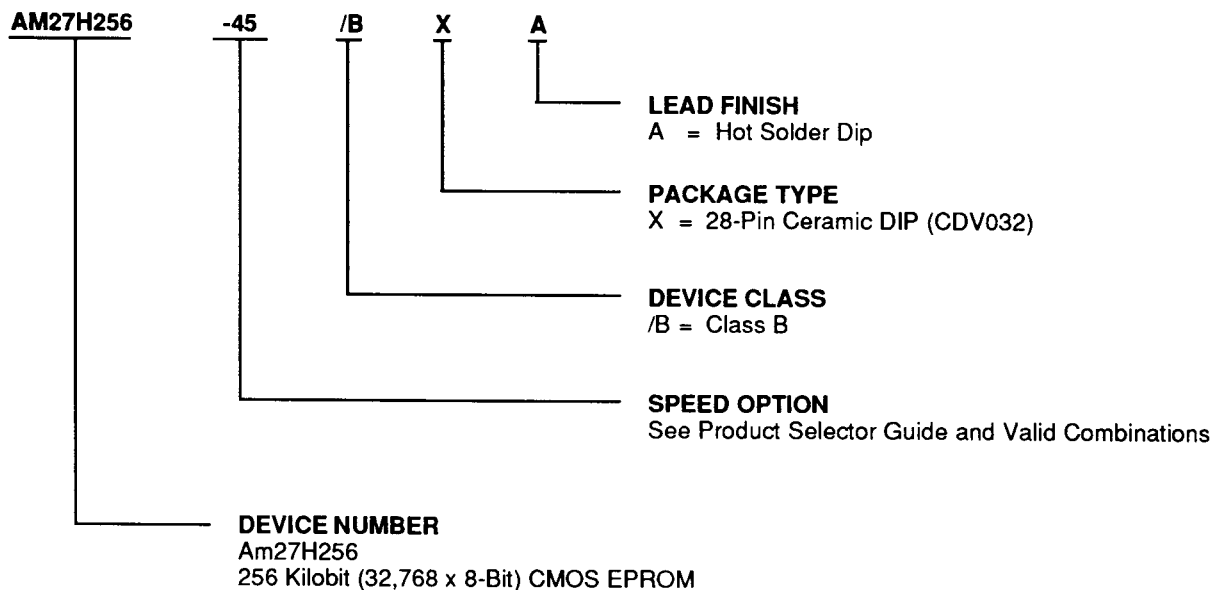 AM27H256 -45 /B X A
LEAD FINISH
A = Hot Solder Dip
PACKAGE TYPE
X = 28-Pin Ceramic DIP (CDV032)
DEVICE CLASS
/B = Class B
SPEED OPTION
See Product Selector Guide and Valid Combinations
DEVICE NUMBER
Am27H256
256 Kilobit (32,768 x 8-Bit) CMOS EPROM